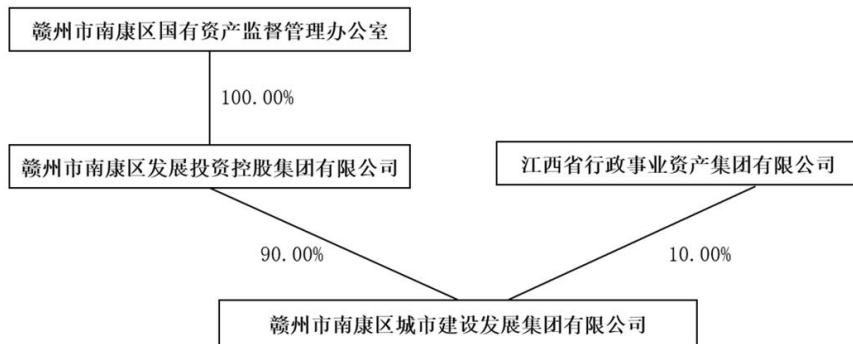 赣州市南康区国有资产监督管理办公室
100.00%
赣州市南康区发展投资控股集团有限公司
江西省行政事业资产集团有限公司
90.00%
10.00%
赣州市南康区城市建设发展集团有限公司